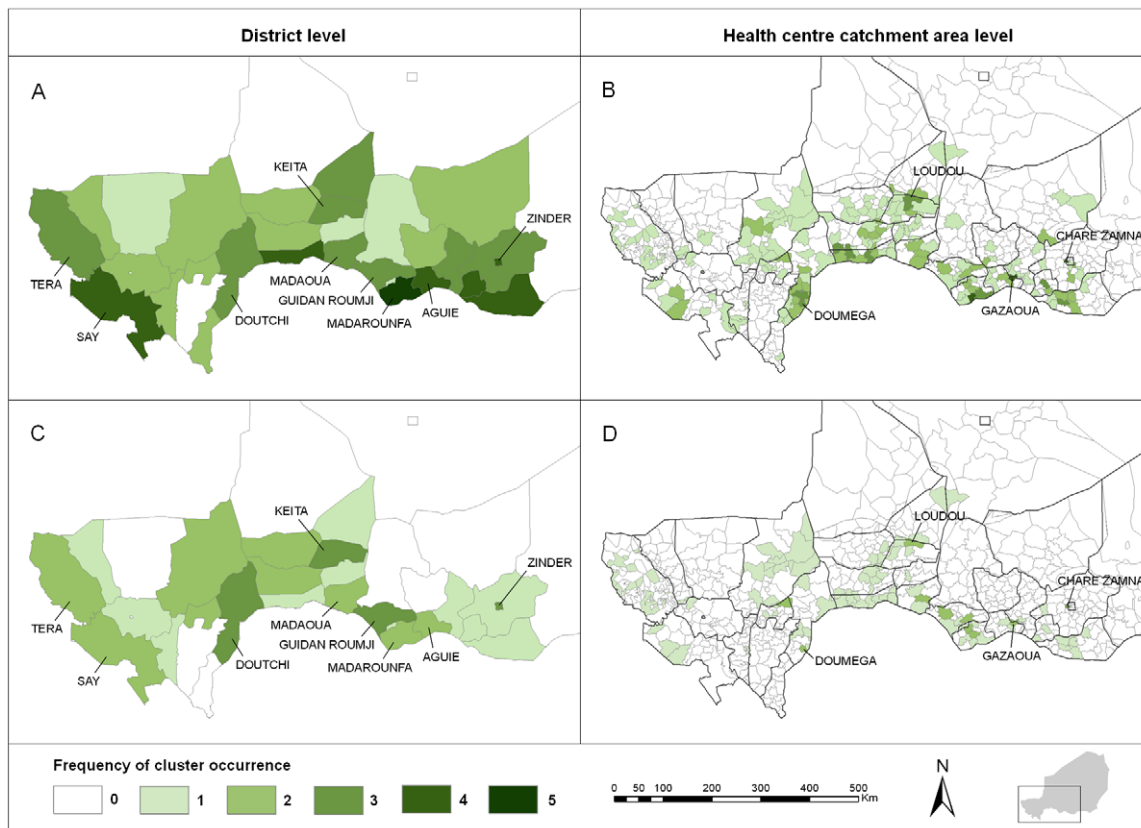 District level
Health centre catchment area level
A
KEITA
ZINDER
TERA
MADAOUA
GUIDAN ROUMJI
DOUTCHI
AGUIE
MADAROUNFA
SAY
B
LOUDOU
CHARE ZAMNA
GAZAOUA
DOUMEGA
C
KEITA
ZINDER
TERA
MADAOUA
GUIDAN ROUMJI
DOUTCHI
AGUIE
MADAROUNFA
SAY
D
LOUDOU
CHARE ZAMNA
GAZAOUA
DOUMEGA
Frequency of cluster occurrence
0 1 2 3 4 5
0 50 100 200 300 400 500
Km
N